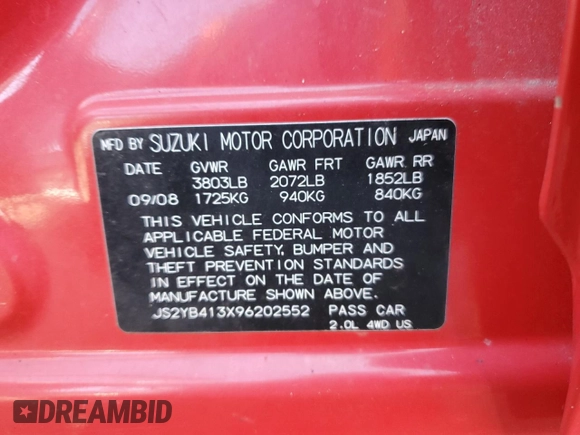 MFD BY SUZUKI MOTOR CORPORATION JAPAN
DATE GVWR GAWR FRT GAWR RR
3803LB 2072LB 1852LB
09/08 1725KG 940KG 840KG
THIS VEHICLE CONFORMS TO ALL
APPLICABLE FEDERAL MOTOR
VEHICLE SAFETY, BUMPER AND
THEFT PREVENTION STANDARDS
IN EFFECT ON THE DATE OF
MANUFACTURE SHOWN ABOVE.
JS2YB413X96202552 PASS CAR
2.0L 4WD US
DREAMBID